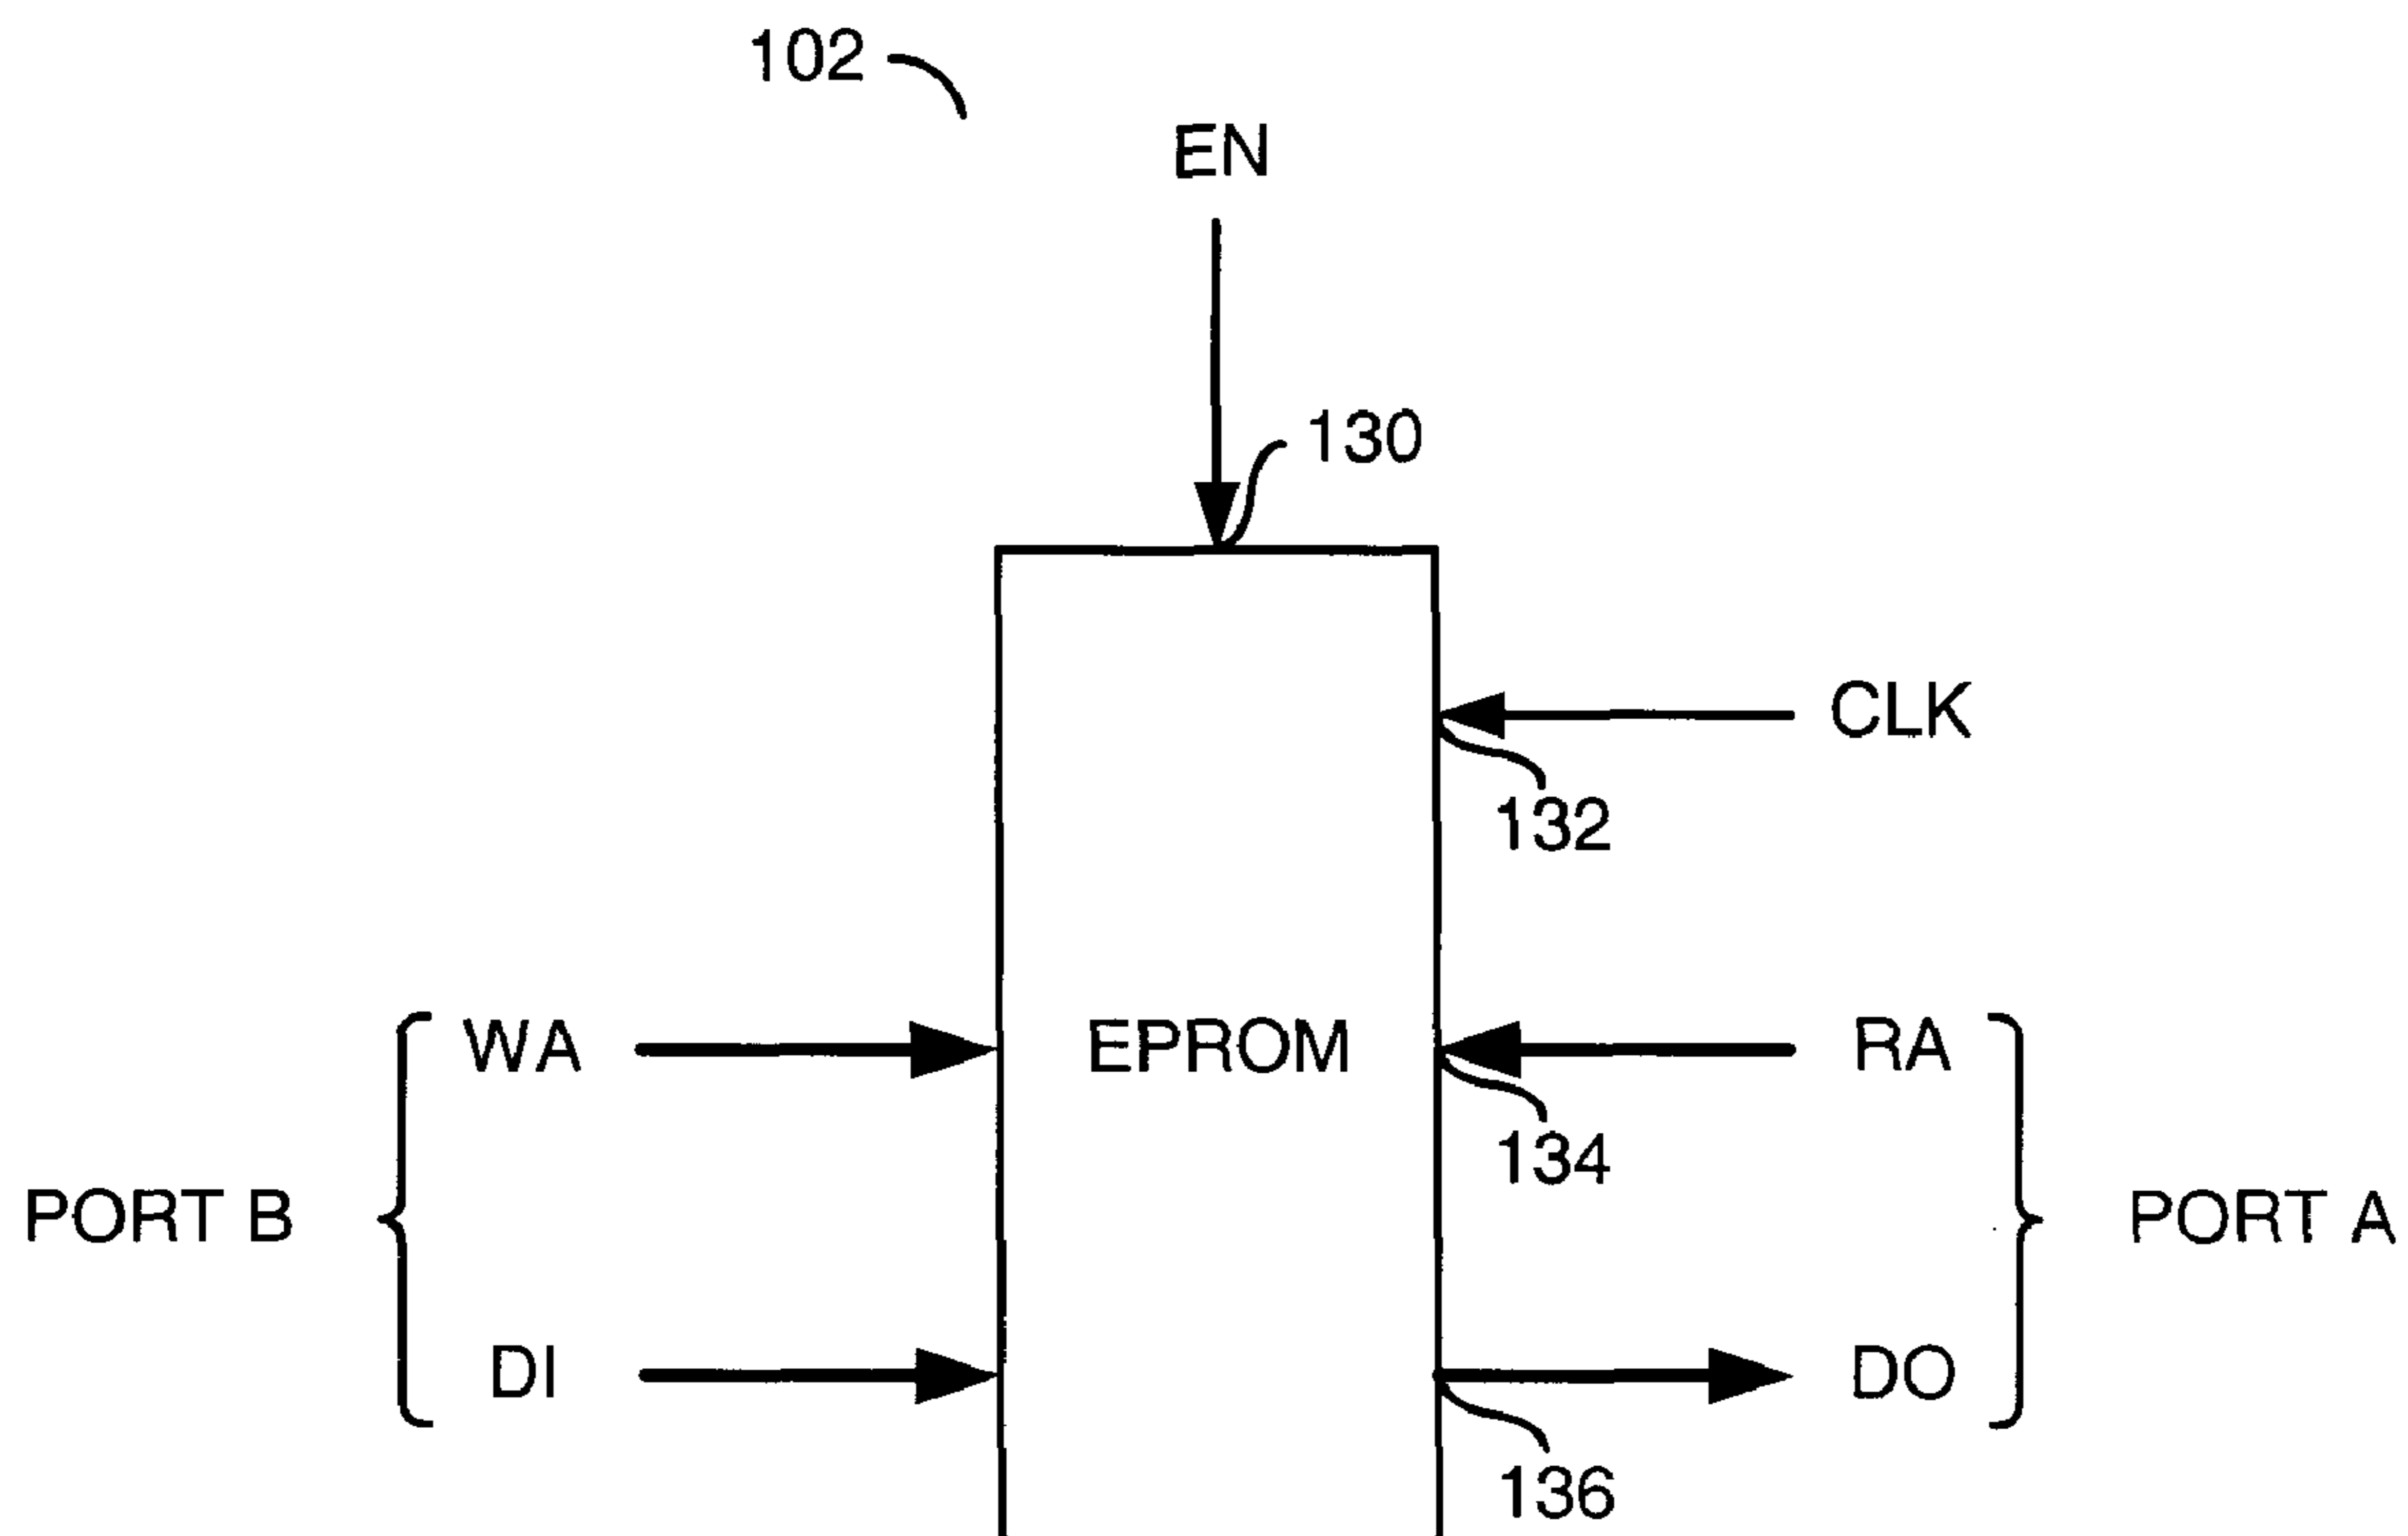 102
EN
130
CLK
132
WA
EPROM
RA
134
PORT B
PORT A
DI
DO
136